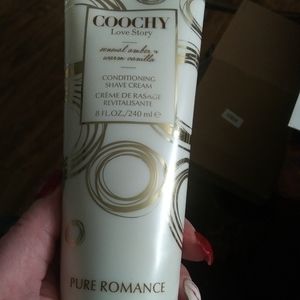 COOCHY
Love Story
sensual amber +
warm vanilla
CONDITIONING
SHAVE CREAM
CRÈME DE RASAGE
REVITALISANTE
8 FL.OZ./240 ml ℮
PURE ROMANCE